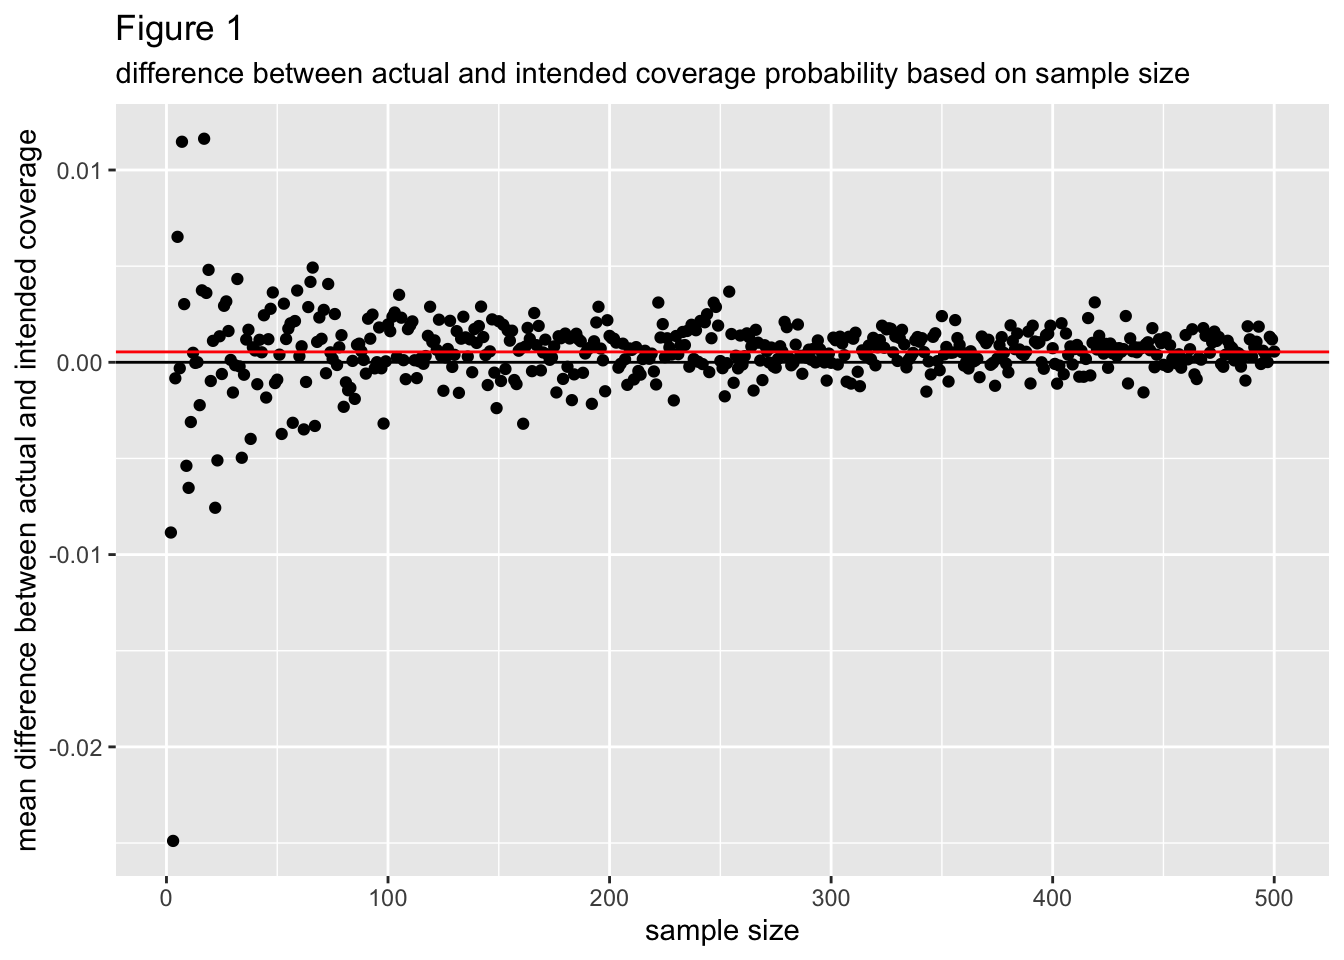 Figure 1
difference between actual and intended coverage probability based on sample size
mean difference between actual and intended coverage
0.01
0.00
-0.01
-0.02
0 100 200 300 400 500
sample size